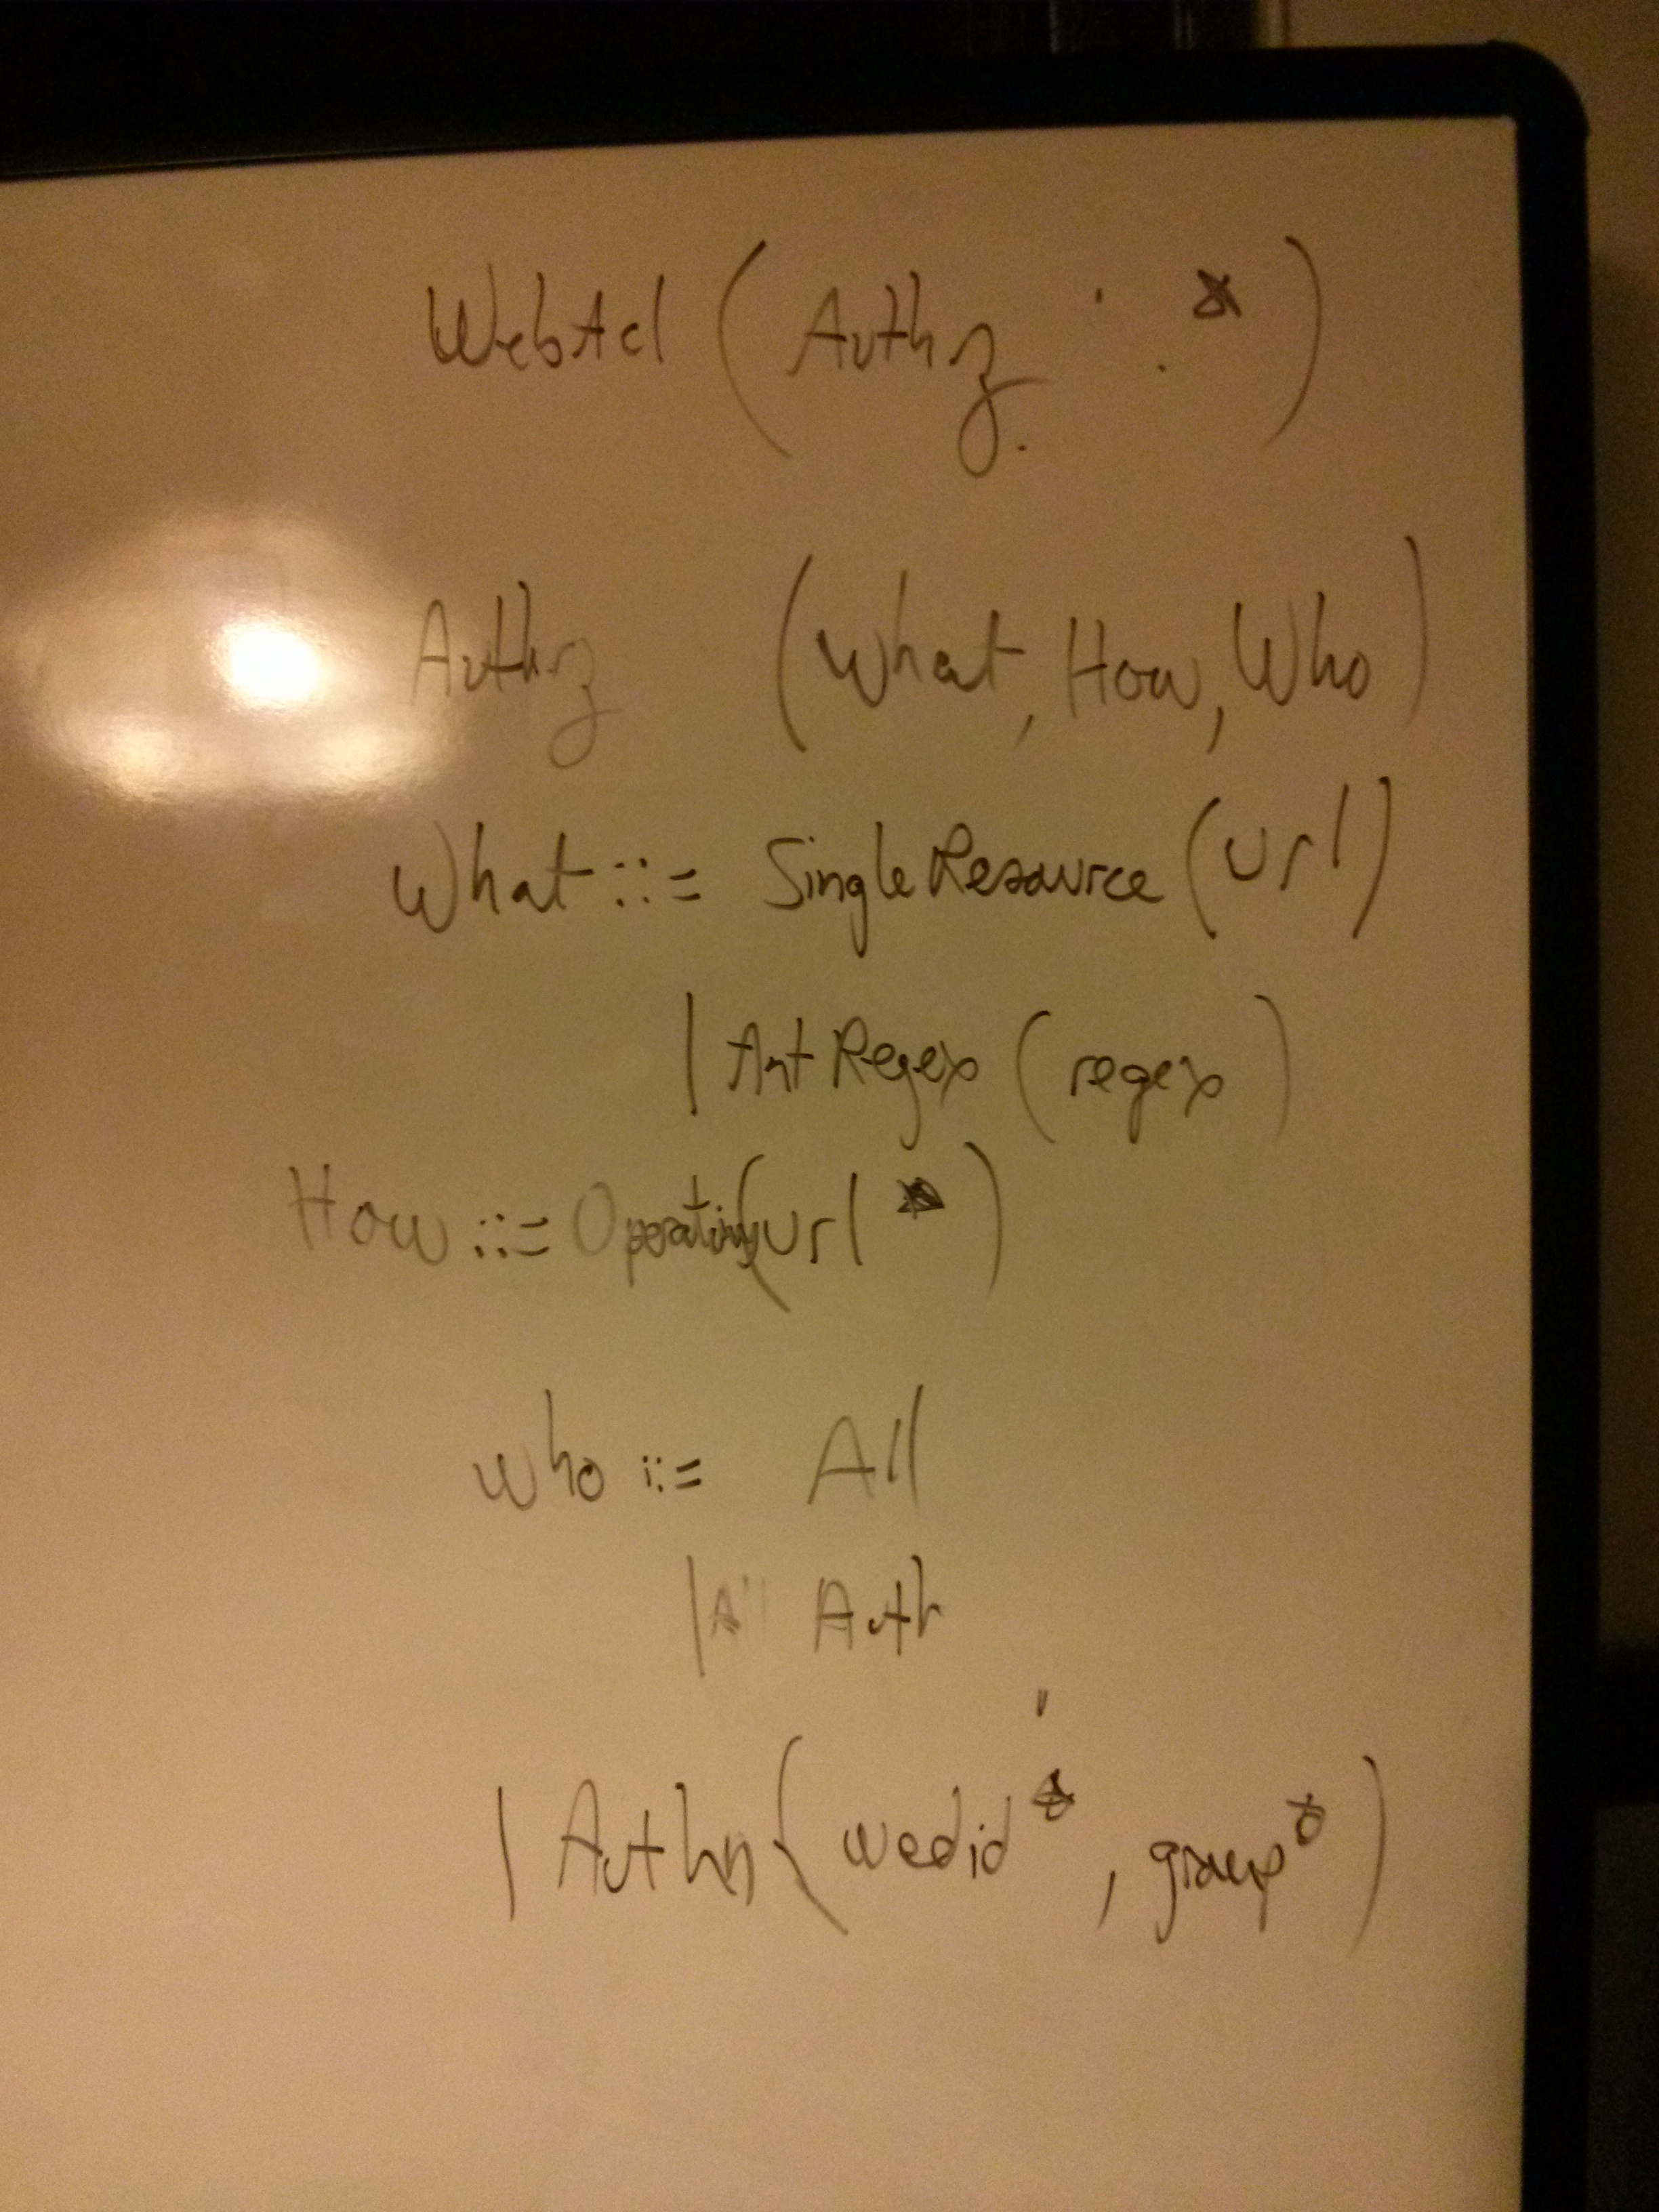 WebAcl ( Authz *)
Authz (What, How, Who)
What ::= SingleResource (url)
| AntRegex (regex)
How ::= Operation(url *)
Who ::= All
| All Auth
| Authn (wedid*, group*)